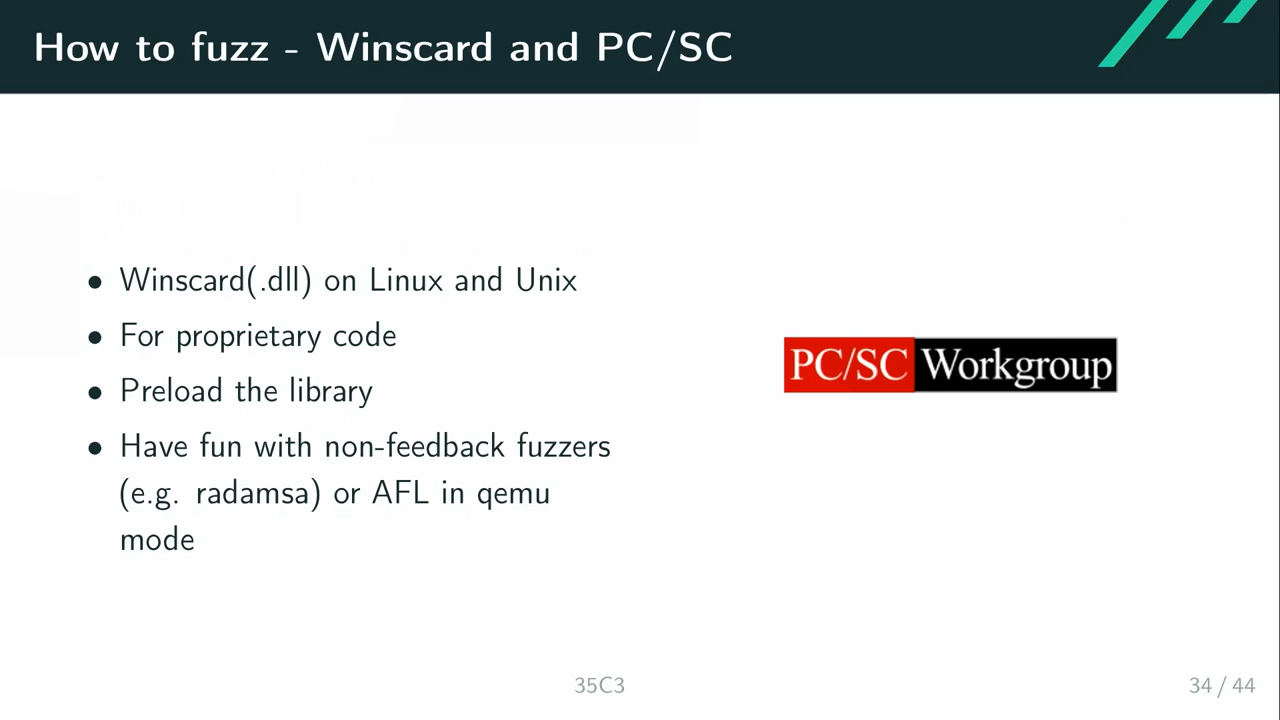 How to fuzz - Winscard and PC/SC
• Winscard(.dll) on Linux and Unix
• For proprietary code
• Preload the library
• Have fun with non-feedback fuzzers
(e.g. radamsa) or AFL in qemu
mode
PC/SC Workgroup
35C3
34 / 44